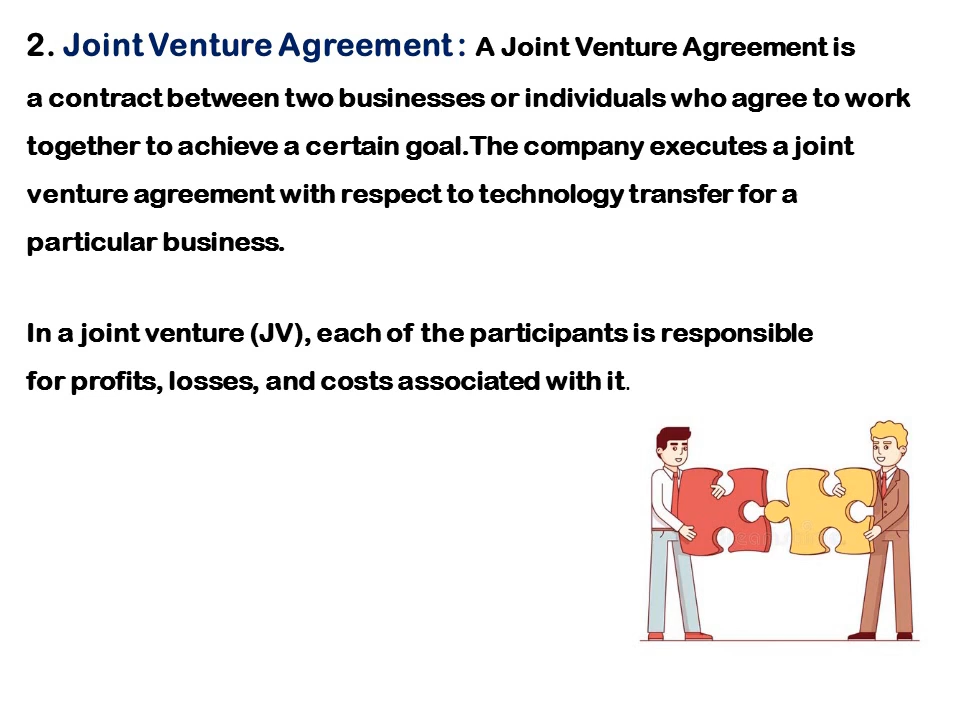 2. Joint Venture Agreement : A Joint Venture Agreement is
a contract between two businesses or individuals who agree to work
together to achieve a certain goal.The company executes a joint
venture agreement with respect to technology transfer for a
particular business.
In a joint venture (JV), each of the participants is responsible
for profits, losses, and costs associated with it.